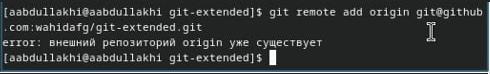 [aabdullakhi@aabdullakhi git-extended]$ git remote add origin git@github
.com:wahidafg/git-extended.git
error: внешний репозиторий origin уже существует
[aabdullakhi@aabdullakhi git-extended]$